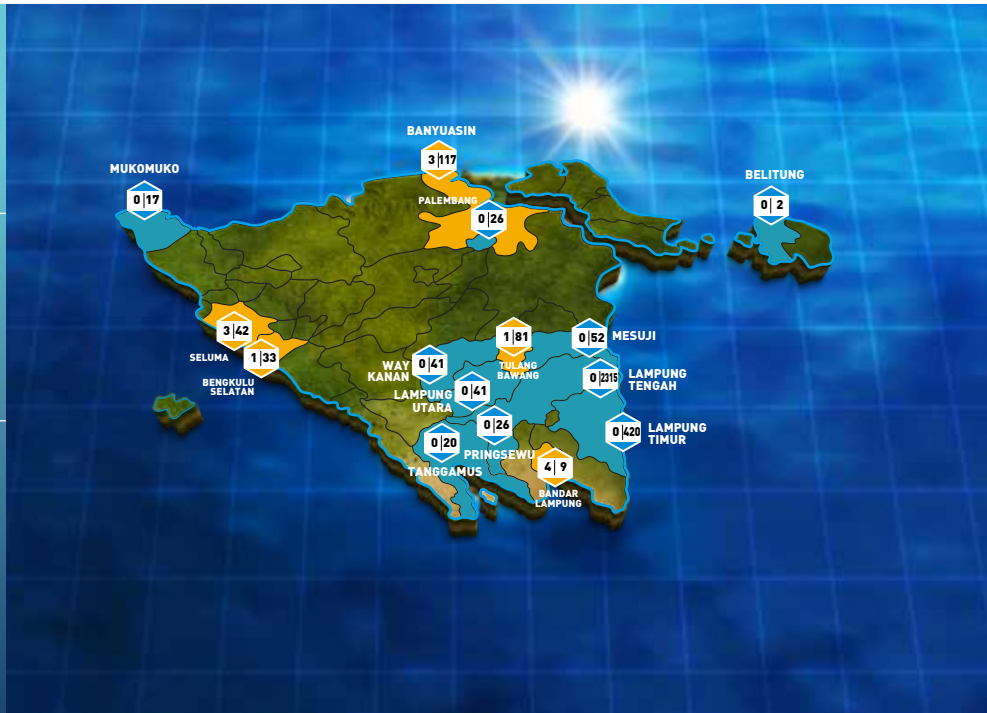 BANYUASIN
3|117
MUKOMUKO
0|17
BELITUNG
0|2
PALEMBANG
0|26
3|42
SELUMA
1|33
BENGKULU
SELATAN
1|81
TULANG
BAWANG
0|52
MESUJI
WAY
KANAN
0|41
LAMPUNG
UTARA
0|41
0|2315
LAMPUNG
TENGAH
0|26
PRINGSEWU
0|420
LAMPUNG
TIMUR
0|20
TANGGAMUS
4|9
BANDAR
LAMPUNG